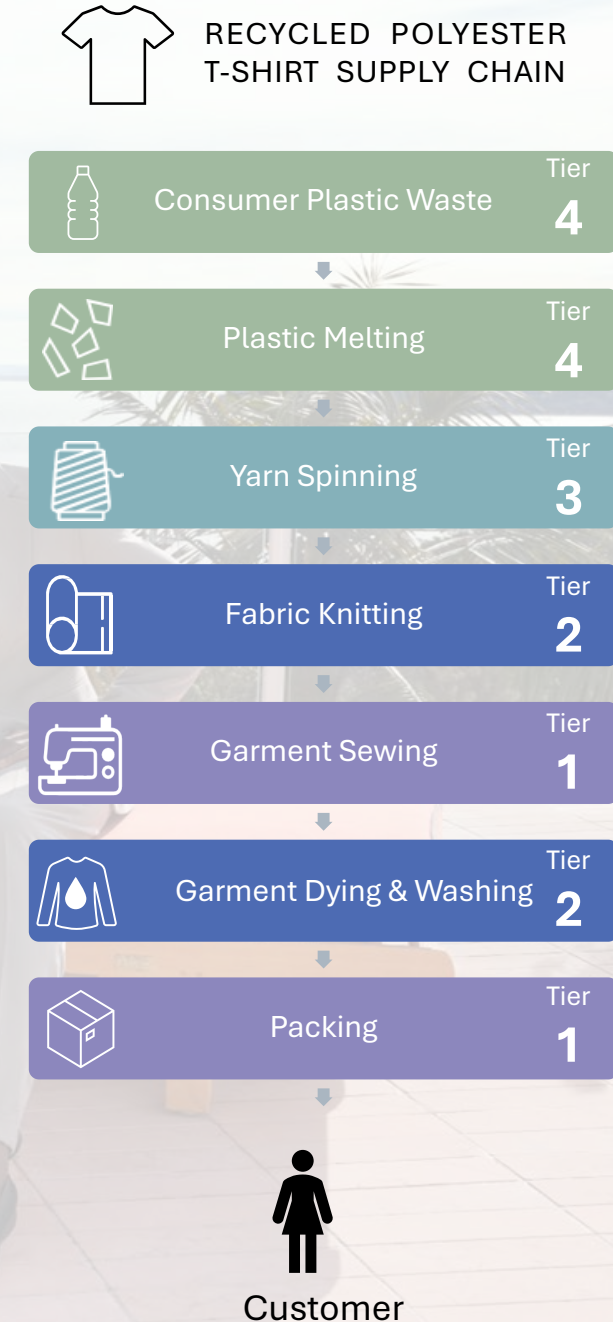 RECYCLED POLYESTER
T-SHIRT SUPPLY CHAIN
Consumer Plastic Waste
Tier
4
Plastic Melting
Tier
4
Yarn Spinning
Tier
3
Fabric Knitting
Tier
2
Garment Sewing
Tier
1
Garment Dying & Washing
Tier
2
Packing
Tier
1
Customer